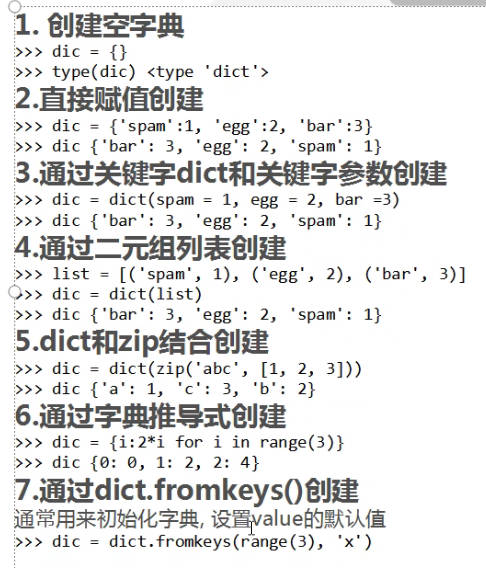 1. 创建空字典
>>> dic = {}
>>> type(dic) <type 'dict'>
2.直接赋值创建
>>> dic = {'spam':1, 'egg':2, 'bar':3}
>>> dic {'bar': 3, 'egg': 2, 'spam': 1}
3.通过关键字dict和关键字参数创建
>>> dic = dict(spam = 1, egg = 2, bar =3)
>>> dic {'bar': 3, 'egg': 2, 'spam': 1}
4.通过二元组列表创建
>>> list = [('spam', 1), ('egg', 2), ('bar', 3)]
>>> dic = dict(list)
>>> dic {'bar': 3, 'egg': 2, 'spam': 1}
5.dict和zip结合创建
>>> dic = dict(zip('abc', [1, 2, 3]))
>>> dic {'a': 1, 'c': 3, 'b': 2}
6.通过字典推导式创建
>>> dic = {i:2*i for i in range(3)}
>>> dic {0: 0, 1: 2, 2: 4}
7.通过dict.fromkeys()创建
通常用来初始化字典, 设置value的默认值
>>> dic = dict.fromkeys(range(3), 'x')